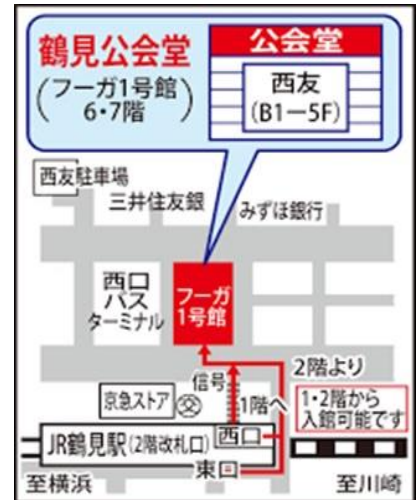 鶴見公会堂
(フーガ1号館
6・7階)
公会堂
西友
(B1ー5F)
西友駐車場
三井住友銀
みずほ銀行
西口
バス
ターミナル
フーガ
1号館
2階より
信号
1階へ
1・2階から
入館可能です
京急ストア
交
JR鶴見駅(2階改札口)
西口
東口
至横浜
至川崎